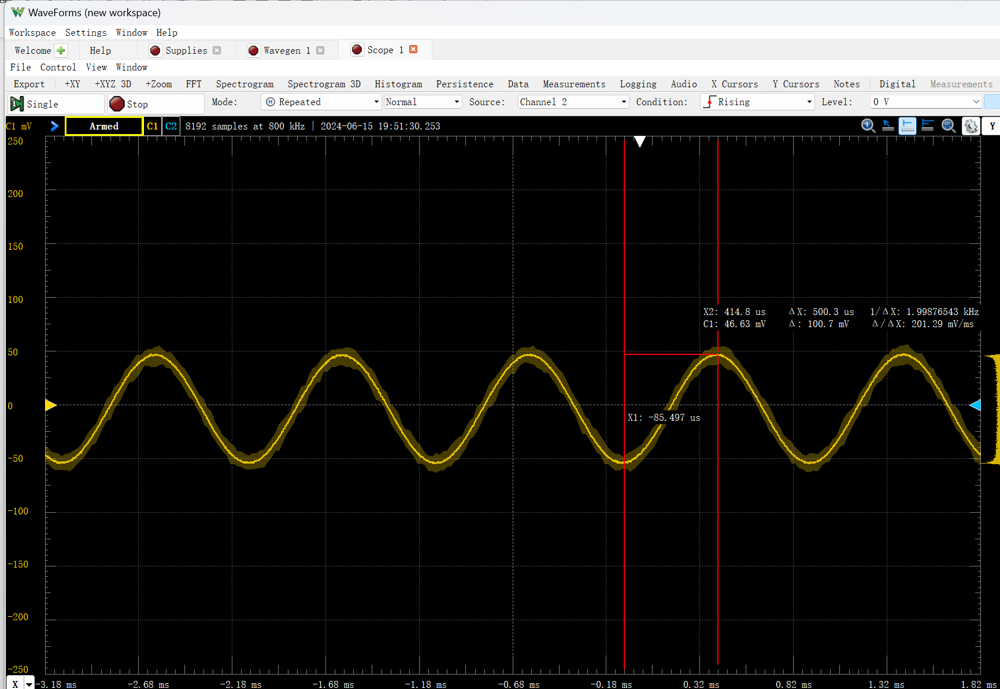 WaveForms (new workspace)
Workspace Settings Window Help
Welcome Help Supplies Wavegen 1 Scope 1
File Control View Window
Export +XY +XYZ 3D +Zoom FFT Spectrogram Spectrogram 3D Histogram Persistence Data Measurements Logging Audio X Cursors Y Cursors Notes Digital Measurements
Single Stop Mode: Repeated Normal Source: Channel 2 Condition: Rising Level: 0 V
C1 mV Armed C1 C2 8192 samples at 800 kHz | 2024-06-15 19:51:30.253 Y
250
200
150
100
X2: 414.8 us ΔX: 500.3 us 1/ΔX: 1.99876543 kHz
C1: 46.63 mV Δ: 100.7 mV Δ/ΔX: 201.29 mV/ms
50
0
X1: -85.497 us
-50
-100
-150
-200
-250
X -3.18 ms -2.68 ms -2.18 ms -1.68 ms -1.18 ms -0.68 ms -0.18 ms 0.32 ms 0.82 ms 1.32 ms 1.82 ms